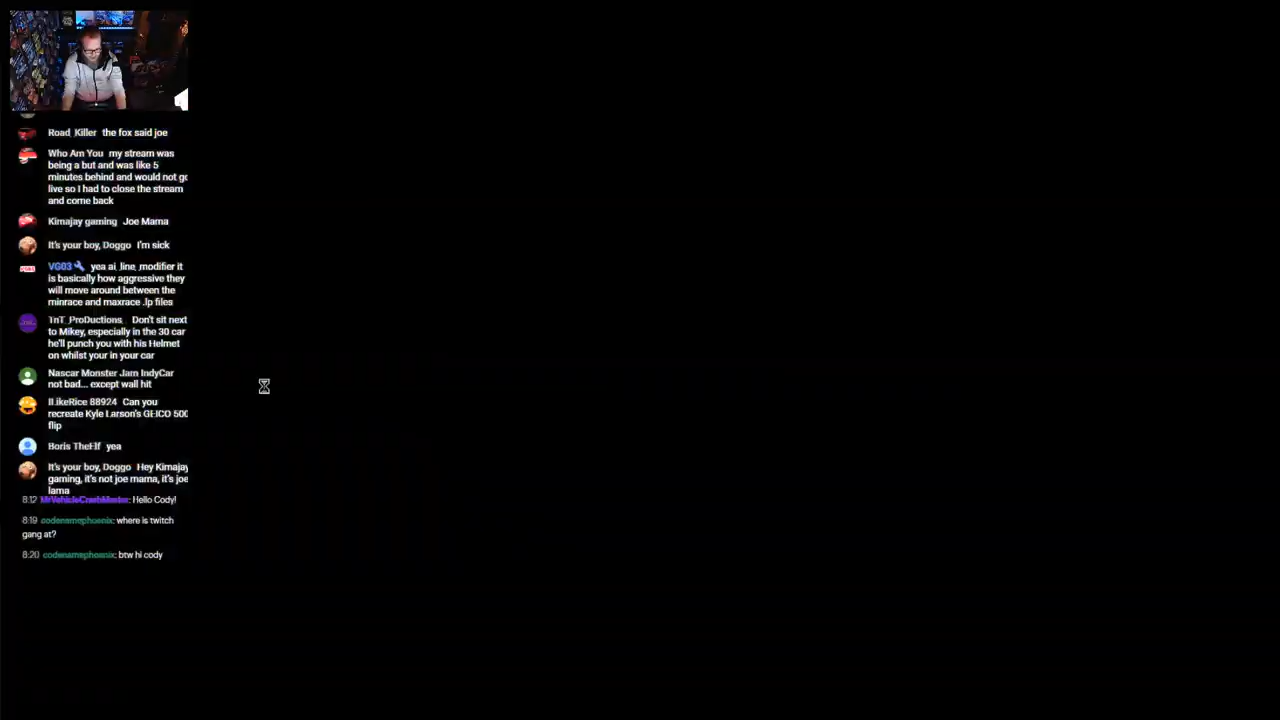 Road_Killer the fox said joe
Who Am You my stream was
being a but and was like 5
minutes behind and would not go
live so I had to close the stream
and come back
Kimajay gaming Joe Mama
It's your boy, Doggo I'm sick
VG03 yea ai_line_modifier it
is basically how aggressive they
will move around between the
minrace and maxrace .lp files
TnT_ProDuctions_ Don't sit next
to Mikey, especially in the 30 car
he'll punch you with his Helmet
on whilst your in your car
Nascar Monster Jam IndyCar
not bad... except wall hit
IlikeRice 88924 Can you
recreate Kyle Larson's GEICO 500
flip
Boris TheElf yea
It's your boy, Doggo Hey Kimajay
gaming, it's not joe mama, it's joe
lama
8:12 MrVehicleCrashMaster: Hello Cody!
8:19 codenamephoenix: where is twitch
gang at?
8:20 codenamephoenix: btw hi cody